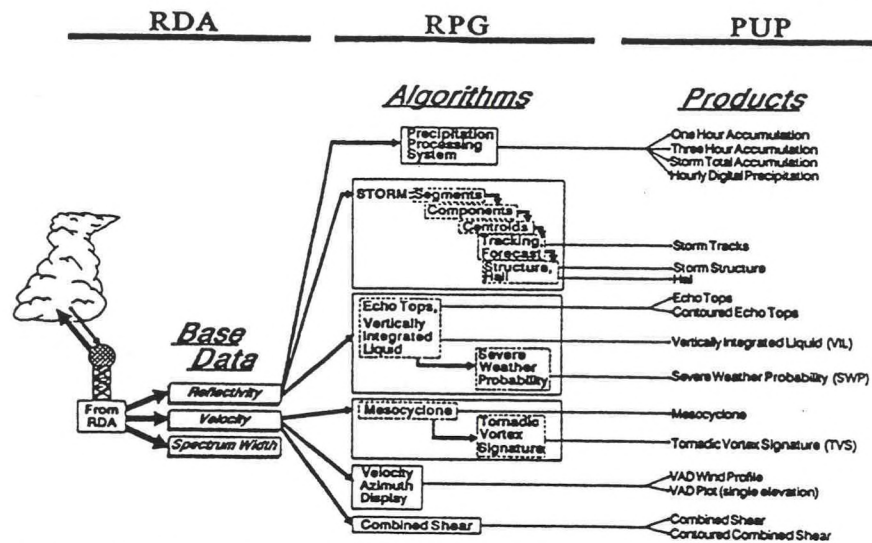 RDA
RPG
PUP
Algorithms
Products
Precipitation
Processing
System
One Hour Accumulation
Three Hour Accumulation
Storm Total Accumulation
Hourly Digital Precipitation
STORM: Segments
Components
Centroids
Tracking,
Forecast
Structure,
Hail
Storm Tracks
Storm Structure
Hail
Base
Data
Echo Tops,
Vertically
Integrated
Liquid
Severe
Weather
Probability
Echo Tops
Contoured Echo Tops
Vertically Integrated Liquid (VIL)
Severe Weather Probability (SWP)
From
RDA
Reflectivity
Velocity
Spectrum Width
Mesocyclone
Tornadic
Vortex
Signature
Mesocyclone
Tornadic Vortex Signature (TVS)
Velocity
Azimuth
Display
VAD Wind Profile
VAD Plot (single elevation)
Combined Shear
Combined Shear
Contoured Combined Shear